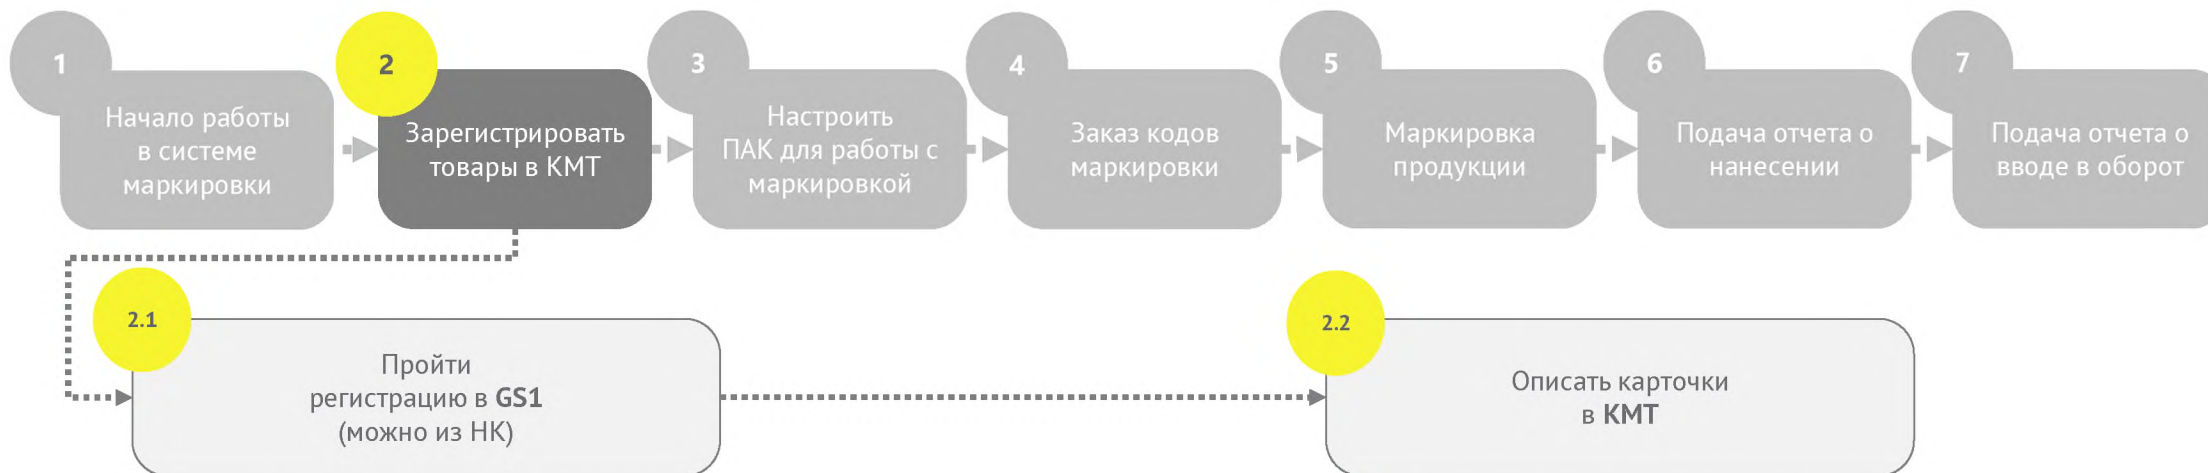 1
Начало работы
в системе
маркировки
2
Зарегистрировать
товары в КМТ
3
Настроить
ПАК для работы с
маркировкой
4
Заказ кодов
маркировки
5
Маркировка
продукции
6
Подача отчета о
нанесении
7
Подача отчета о
вводе в оборот
2.1
Пройти
регистрацию в GS1
(можно из НК)
2.2
Описать карточки
в КМТ